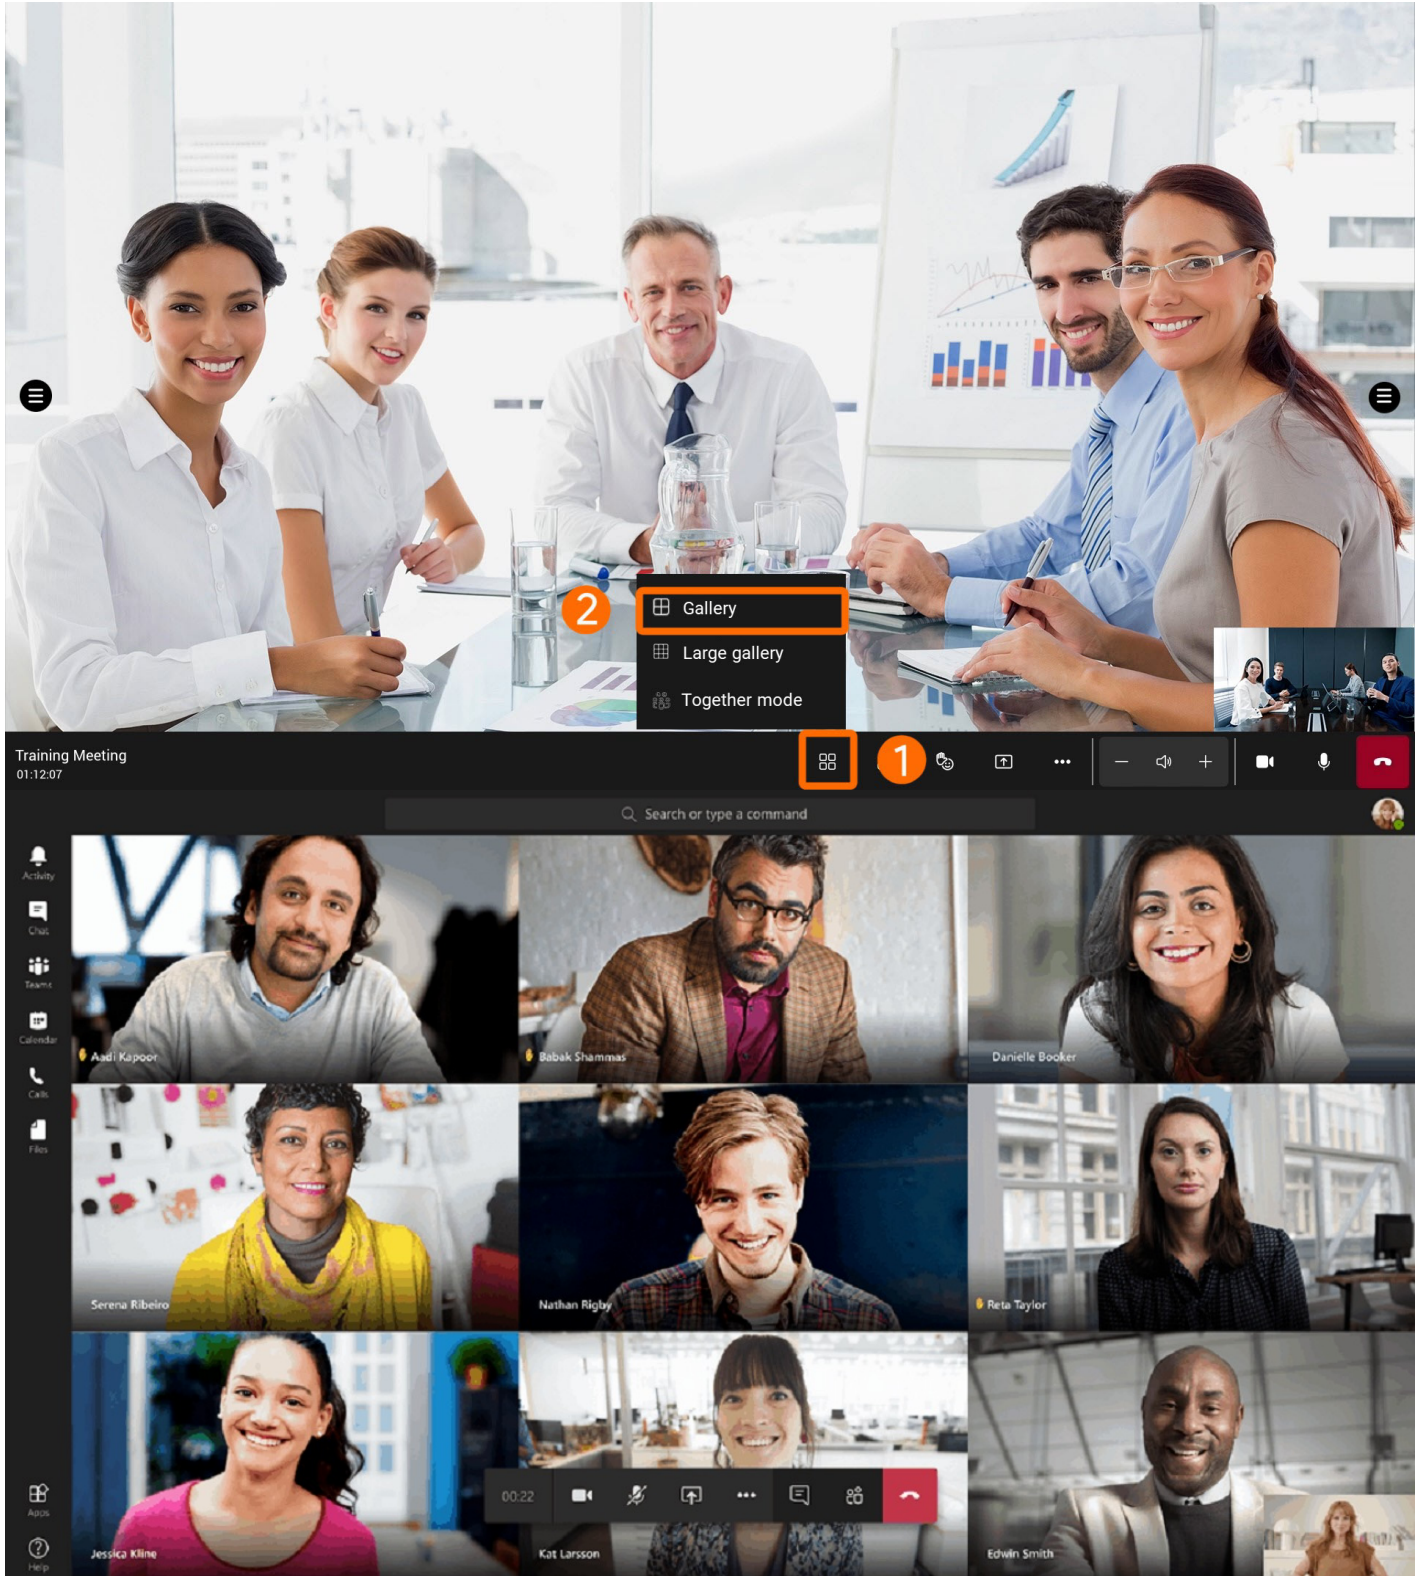 2
Gallery
Large gallery
Together mode
Training Meeting
01:12:07
1
Search or type a command
Activity
Chat
Teams
Calendar
Calls
Files
Aadi Kapoor
Babak Shammas
Danielle Booker
Serena Ribeiro
Nathan Rigby
Reta Taylor
00:22
Apps
Help
Jessica Kline
Kat Larsson
Edwin Smith